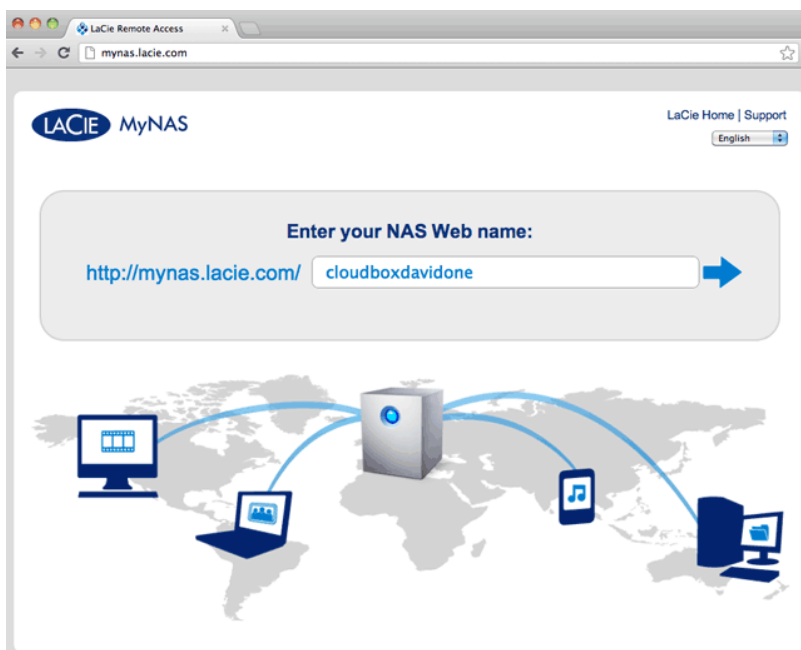 LaCie Remote Access
mynas.lacie.com
LACIE MyNAS
LaCie Home | Support
English
Enter your NAS Web name:
http://mynas.lacie.com/ cloudboxdavidone